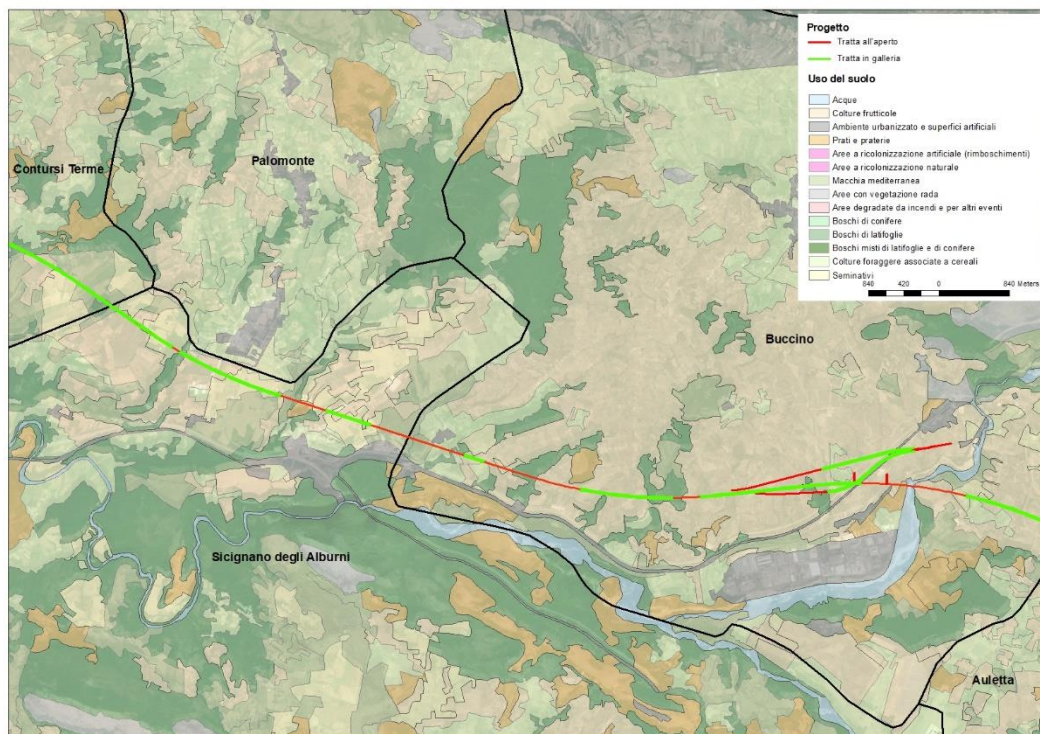 Progetto
Tratta all'aperto
Tratta in galleria
Uso del suolo
Acque
Colture frutticole
Ambiente urbanizzato e superfici artificiali
Prati e praterie
Aree a ricolonizzazione artificiale (rimboschimenti)
Aree a ricolonizzazione naturale
Macchia mediterranea
Aree con vegetazione rada
Aree degradate da incendi e per altri eventi
Boschi di conifere
Boschi di latifoglie
Boschi misti di latifoglie e di conifere
Colture foraggere associate a cereali
Seminativi
840 420 0 840 Meters
Contursi Terme
Palomonte
Buccino
Sicignano degli Alburni
Auletta